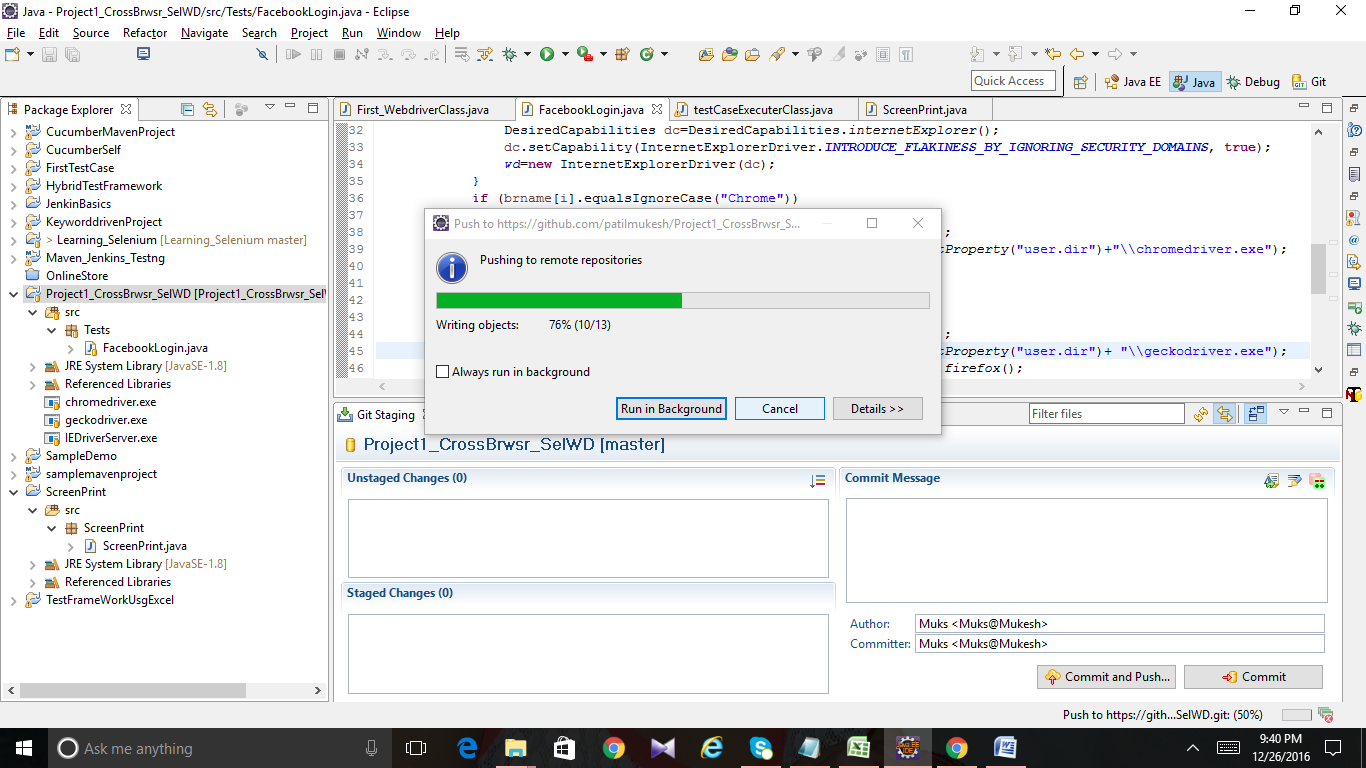 Java - Project1_CrossBrwsr_SelWD/src/Tests/FacebookLogin.java - Eclipse
File Edit Source Refactor Navigate Search Project Run Window Help
Quick Access
Java EE
Java
Debug
Git
Package Explorer
CucumberMavenProject
CucumberSelf
FirstTestCase
HybridTestFramework
JenkinBasics
KeyworddrivenProject
> Learning_Selenium [Learning_Selenium master]
Maven_Jenkins_Testng
OnlineStore
Project1_CrossBrwsr_SelWD [Project1_CrossBrwsr_SelW
src
Tests
FacebookLogin.java
JRE System Library [JavaSE-1.8]
Referenced Libraries
chromedriver.exe
geckodriver.exe
IEDriverServer.exe
SampleDemo
samplemavenproject
ScreenPrint
src
ScreenPrint
ScreenPrint.java
JRE System Library [JavaSE-1.8]
Referenced Libraries
TestFrameWorkUsgExcel
First_WebdriverClass.java
FacebookLogin.java
testCaseExecuterClass.java
ScreenPrint.java
32 DesiredCapabilities dc=DesiredCapabilities.internetExplorer();
33 dc.setCapability(InternetExplorerDriver.INTRODUCE_FLAKINESS_BY_IGNORING_SECURITY_DOMAINS, true);
34 wd=new InternetExplorerDriver(dc);
35 }
36 if (brname[i].equalsIgnoreCase("Chrome"))
37
38 ;
39 tProperty("user.dir")+"\\chromedriver.exe");
40
41
42
43
44 ;
45 tProperty("user.dir")+ "\\geckodriver.exe");
46 firefox();
Push to https://github.com/patilmukesh/Project1_CrossBrwsr_S...
Pushing to remote repositories
Writing objects: 76% (10/13)
Always run in background
Run in Background
Cancel
Details >>
Git Staging
Filter files
Project1_CrossBrwsr_SelWD [master]
Unstaged Changes (0)
Staged Changes (0)
Commit Message
Author: Muks <Muks@Mukesh>
Committer: Muks <Muks@Mukesh>
Commit and Push...
Commit
Push to https://gith...SelWD.git: (50%)
Ask me anything
9:40 PM
12/26/2016